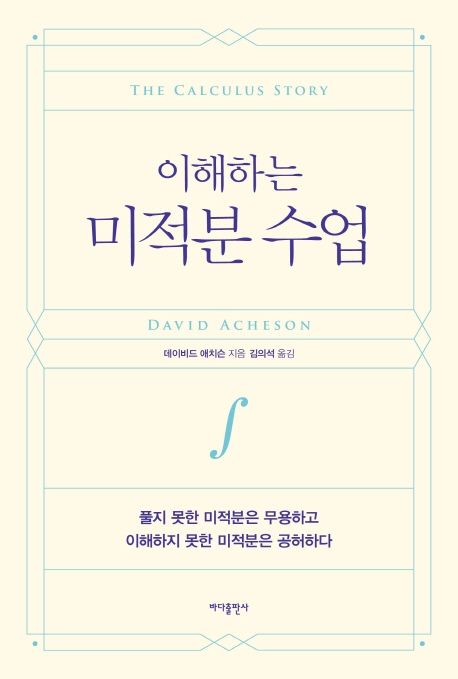 THE CALCULUS STORY
이해하는
미적분 수업
DAVID ACHESON
데이비드 애치슨 지음 김의석 옮김
∫
풀지 못한 미적분은 무용하고
이해하지 못한 미적분은 공허하다
바다출판사